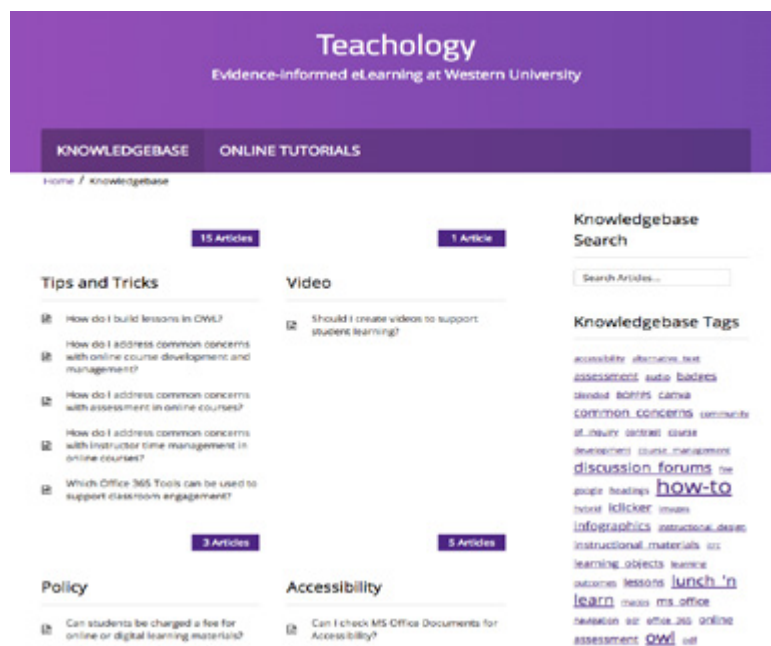 Teachology
Evidence-informed eLearning at Western University
KNOWLEDGEBASE ONLINE TUTORIALS
Home / Knowledgebase
15 Articles
Tips and Tricks
How do I build lessons in OWL?
How do I address common concerns
with online course development and
management?
How do I address common concerns
with assessment in online courses?
How do I address common concerns
with instructor time management in
online courses?
Which Office 365 Tools can be used to
support classroom engagement?
1 Article
Video
Should I create videos to support
student learning?
3 Articles
Policy
Can students be charged a fee for
online or digital learning materials?
5 Articles
Accessibility
Can I check MS Office Documents for
Accessibility?
Knowledgebase
Search
Search Articles...
Knowledgebase Tags
accessibility alternative text
assessment audio badges
blended BOPPPS canva
common concerns community
of inquiry contrast course
development course management
discussion forums free
google headings how-to
hybrid iclicker images
infographics instructional design
instructional materials
learning objects learning
outcomes lessons lunch 'n
learn media ms office
navigation oer office 365 online
assessment owl pdf